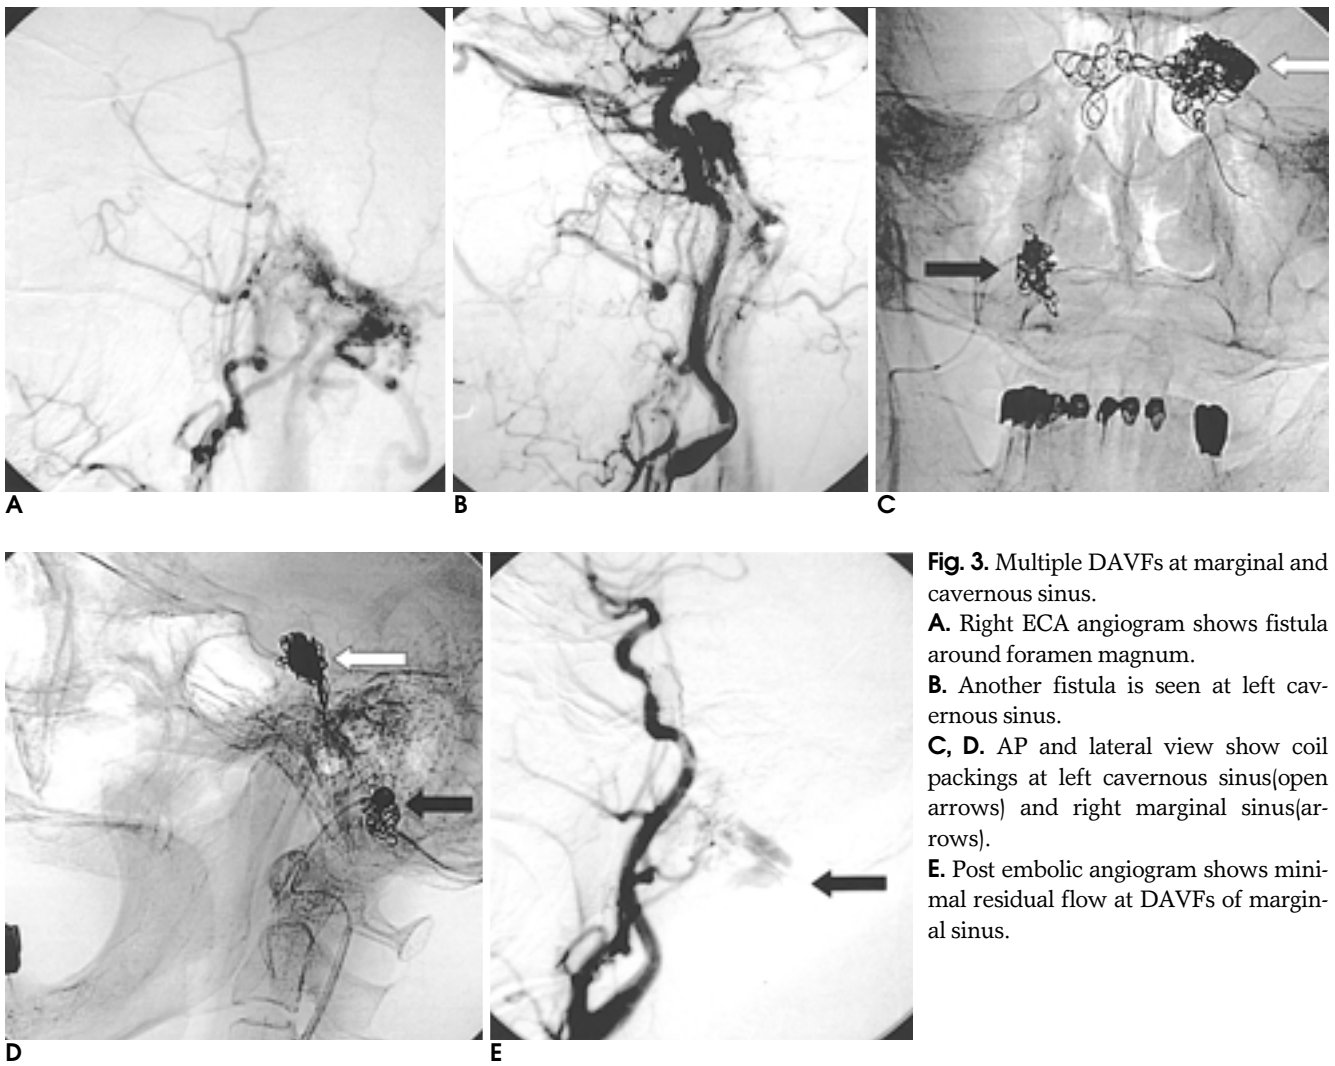 A
B
C
D
E
Fig. 3. Multiple DAVFs at marginal and
cavernous sinus.
A. Right ECA angiogram shows fistula
around foramen magnum.
B. Another fistula is seen at left cav-
ernous sinus.
C, D. AP and lateral view show coil
packings at left cavernous sinus(open
arrows) and right marginal sinus(ar-
rows).
E. Post embolic angiogram shows mini-
mal residual flow at DAVFs of margin-
al sinus.